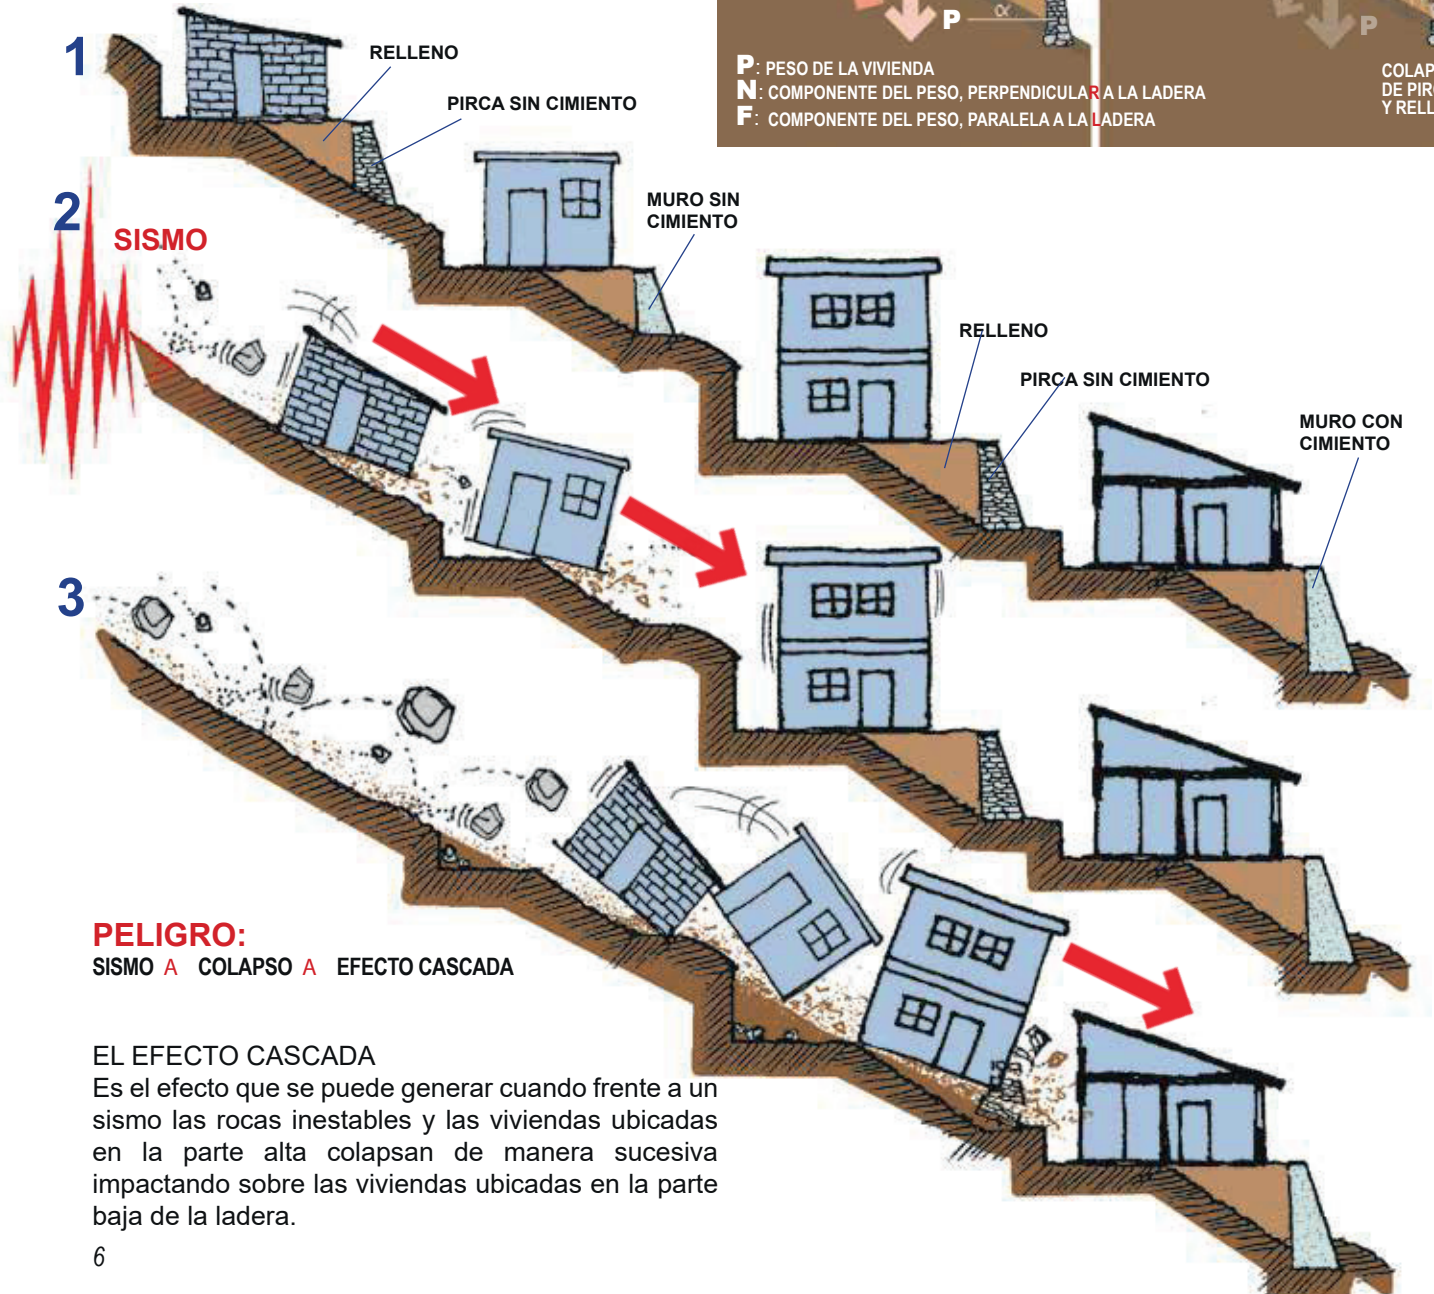 P
α
P
P: PESO DE LA VIVIENDA
N: COMPONENTE DEL PESO, PERPENDICULAR A LA LADERA
F: COMPONENTE DEL PESO, PARALELA A LA LADERA
1
RELLENO
PIRCA SIN CIMIENTO
MURO SIN
CIMIENTO
RELLENO
PIRCA SIN CIMIENTO
MURO CON
CIMIENTO
2
SISMO
3
PELIGRO:
SISMO A COLAPSO A EFECTO CASCADA
EL EFECTO CASCADA
Es el efecto que se puede generar cuando frente a un
sismo las rocas inestables y las viviendas ubicadas
en la parte alta colapsan de manera sucesiva
impactando sobre las viviendas ubicadas en la parte
baja de la ladera.
6